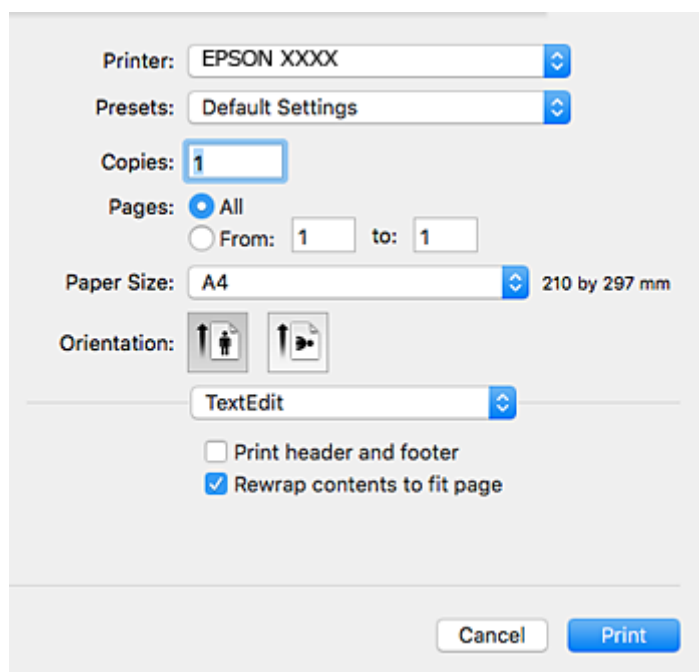 Printer: EPSON XXXX
Presets: Default Settings
Copies: 1
Pages: All
From: 1 to: 1
Paper Size: A4 210 by 297 mm
Orientation:
TextEdit
Print header and footer
Rewrap contents to fit page
Cancel Print